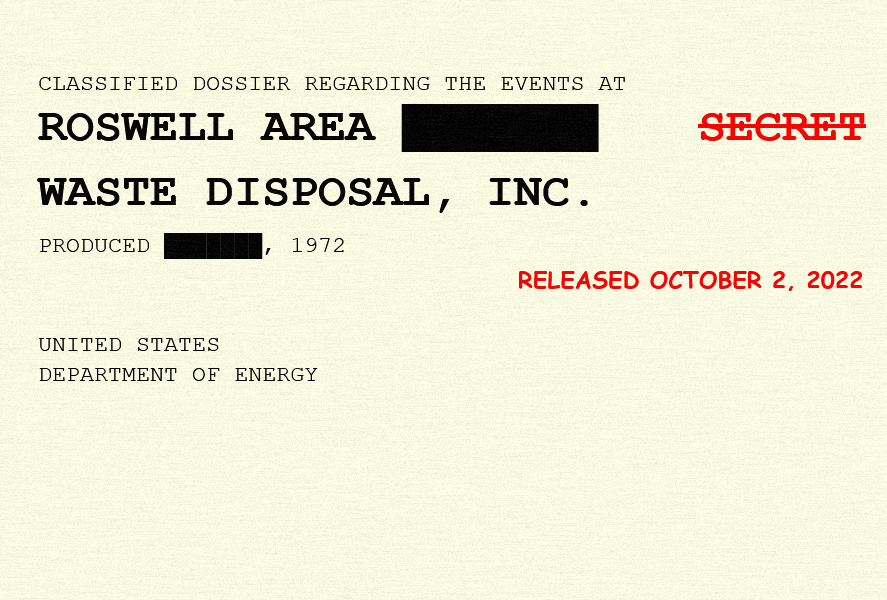 CLASSIFIED DOSSIER REGARDING THE EVENTS AT
ROSWELL AREA
SECRET
WASTE DISPOSAL, INC.
PRODUCED , 1972
RELEASED OCTOBER 2, 2022
UNITED STATES
DEPARTMENT OF ENERGY